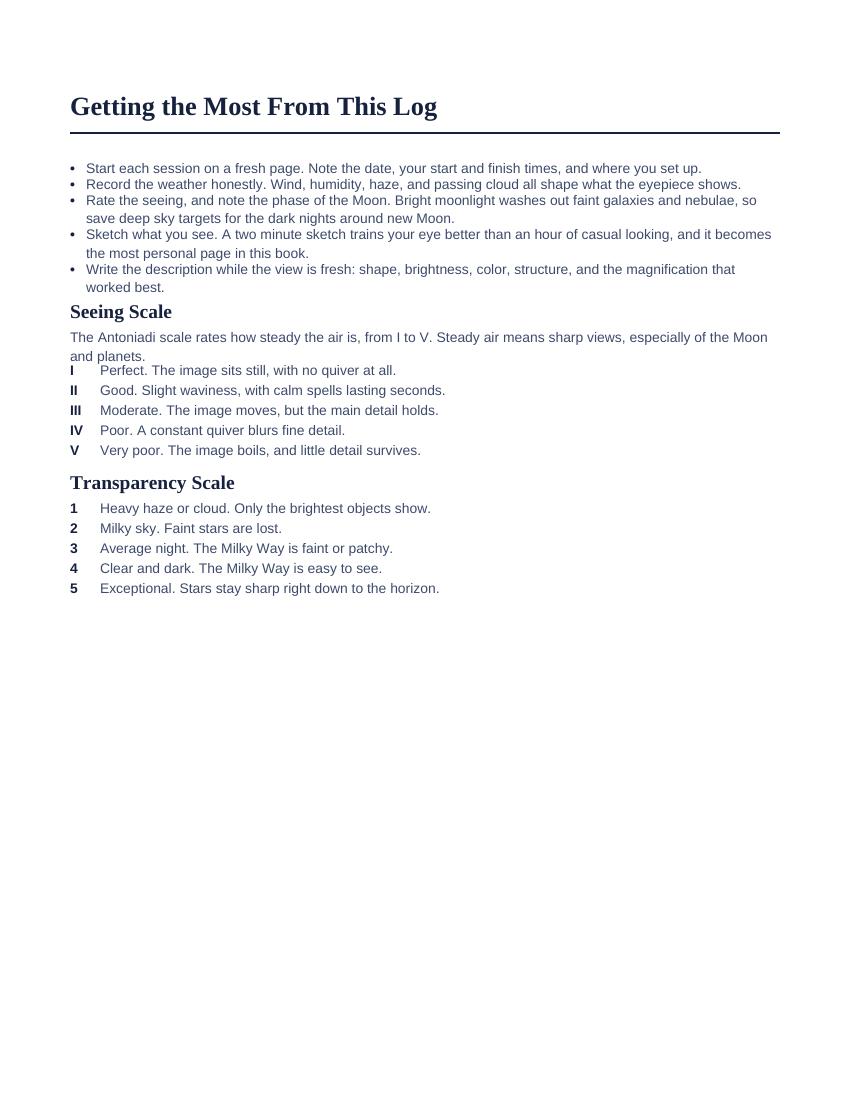 Getting the Most From This Log
• Start each session on a fresh page. Note the date, your start and finish times, and where you set up.
• Record the weather honestly. Wind, humidity, haze, and passing cloud all shape what the eyepiece shows.
• Rate the seeing, and note the phase of the Moon. Bright moonlight washes out faint galaxies and nebulae, so
save deep sky targets for the dark nights around new Moon.
• Sketch what you see. A two minute sketch trains your eye better than an hour of casual looking, and it becomes
the most personal page in this book.
• Write the description while the view is fresh: shape, brightness, color, structure, and the magnification that
worked best.
Seeing Scale
The Antoniadi scale rates how steady the air is, from I to V. Steady air means sharp views, especially of the Moon
and planets.
I Perfect. The image sits still, with no quiver at all.
II Good. Slight waviness, with calm spells lasting seconds.
III Moderate. The image moves, but the main detail holds.
IV Poor. A constant quiver blurs fine detail.
V Very poor. The image boils, and little detail survives.
Transparency Scale
1 Heavy haze or cloud. Only the brightest objects show.
2 Milky sky. Faint stars are lost.
3 Average night. The Milky Way is faint or patchy.
4 Clear and dark. The Milky Way is easy to see.
5 Exceptional. Stars stay sharp right down to the horizon.